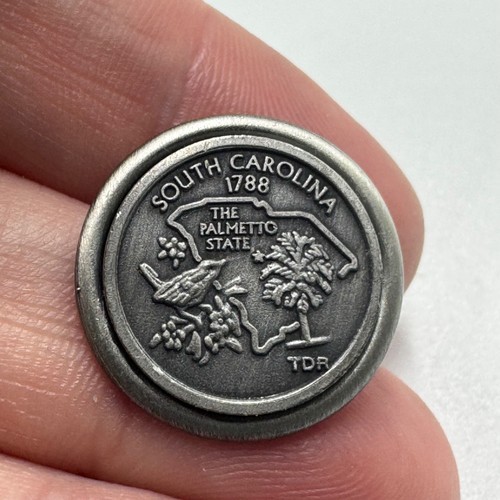 SOUTH CAROLINA
1788
THE
PALMETTO
STATE
TDR